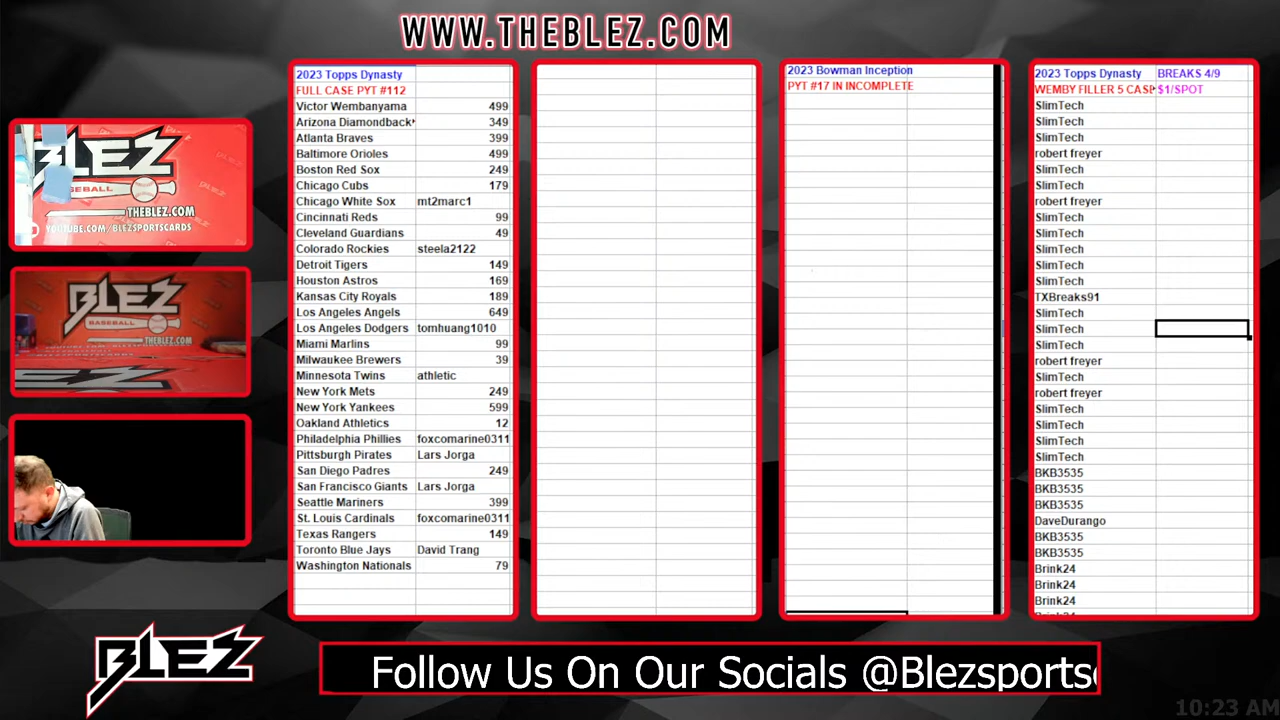 WWW.THEBLEZ.COM
BLEZ
BASEBALL
THEBLEZ.COM
YOUTUBE.COM/BLEZSPORTSCARDS
BLEZ
BASEBALL
THEBLEZ.COM
2023 Topps Dynasty
FULL CASE PYT #112
Victor Wembanyama 499
Arizona Diamondback 349
Atlanta Braves 399
Baltimore Orioles 499
Boston Red Sox 249
Chicago Cubs 179
Chicago White Sox mt2marc1
Cincinnati Reds 99
Cleveland Guardians 49
Colorado Rockies steela2122
Detroit Tigers 149
Houston Astros 169
Kansas City Royals 189
Los Angeles Angels 649
Los Angeles Dodgers tomhuang1010
Miami Marlins 99
Milwaukee Brewers 39
Minnesota Twins athletic
New York Mets 249
New York Yankees 599
Oakland Athletics 12
Philadelphia Phillies foxcomarine0311
Pittsburgh Pirates Lars Jorga
San Diego Padres 249
San Francisco Giants Lars Jorga
Seattle Mariners 399
St. Louis Cardinals foxcomarine0311
Texas Rangers 149
Toronto Blue Jays David Trang
Washington Nationals 79
2023 Bowman Inception
PYT #17 IN INCOMPLETE
2023 Topps Dynasty BREAKS 4/9
WEMBY FILLER 5 CASE $1/SPOT
SlimTech
SlimTech
SlimTech
robert freyer
SlimTech
SlimTech
robert freyer
SlimTech
SlimTech
SlimTech
SlimTech
SlimTech
TXBreaks91
SlimTech
SlimTech
SlimTech
robert freyer
SlimTech
robert freyer
SlimTech
SlimTech
SlimTech
SlimTech
BKB3535
BKB3535
BKB3535
DaveDurango
BKB3535
BKB3535
Brink24
Brink24
Brink24
Brink24
BLEZ
Follow Us On Our Socials @Blezsports
10:23 AM